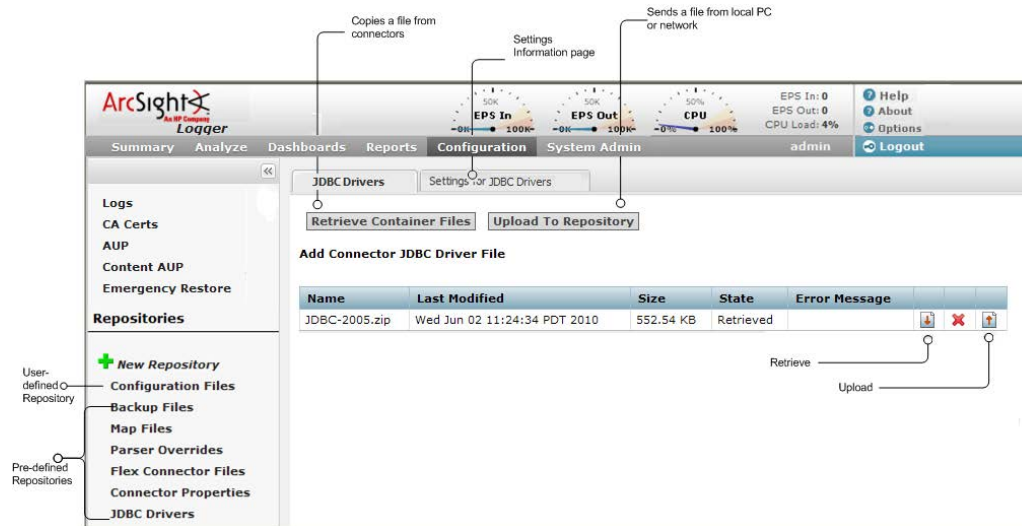 Copies a file from
connectors
Settings
Information page
Sends a file from local PC
or network
ArcSight
An HP Company
Logger
50K
EPS In
0K 100K
50K
EPS Out
0K 100K
50%
CPU
0% 100%
EPS In: 0
EPS Out: 0
CPU Load: 4%
Help
About
Options
Summary Analyze Dashboards Reports Configuration System Admin admin Logout
«
JDBC Drivers Settings for JDBC Drivers
Logs
CA Certs
AUP
Content AUP
Emergency Restore
Repositories
New Repository
Configuration Files
Backup Files
Map Files
Parser Overrides
Flex Connector Files
Connector Properties
JDBC Drivers
User-
defined
Repository
Pre-defined
Repositories
Retrieve Container Files Upload To Repository
Add Connector JDBC Driver File
Name Last Modified Size State Error Message
JDBC-2005.zip Wed Jun 02 11:24:34 PDT 2010 552.54 KB Retrieved
Retrieve
Upload